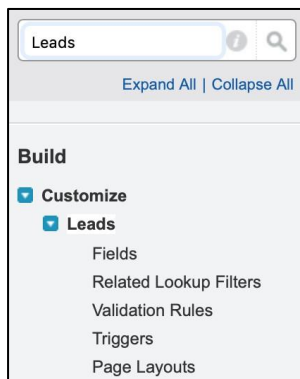 Leads
Expand All | Collapse All
Build
Customize
Leads
Fields
Related Lookup Filters
Validation Rules
Triggers
Page Layouts